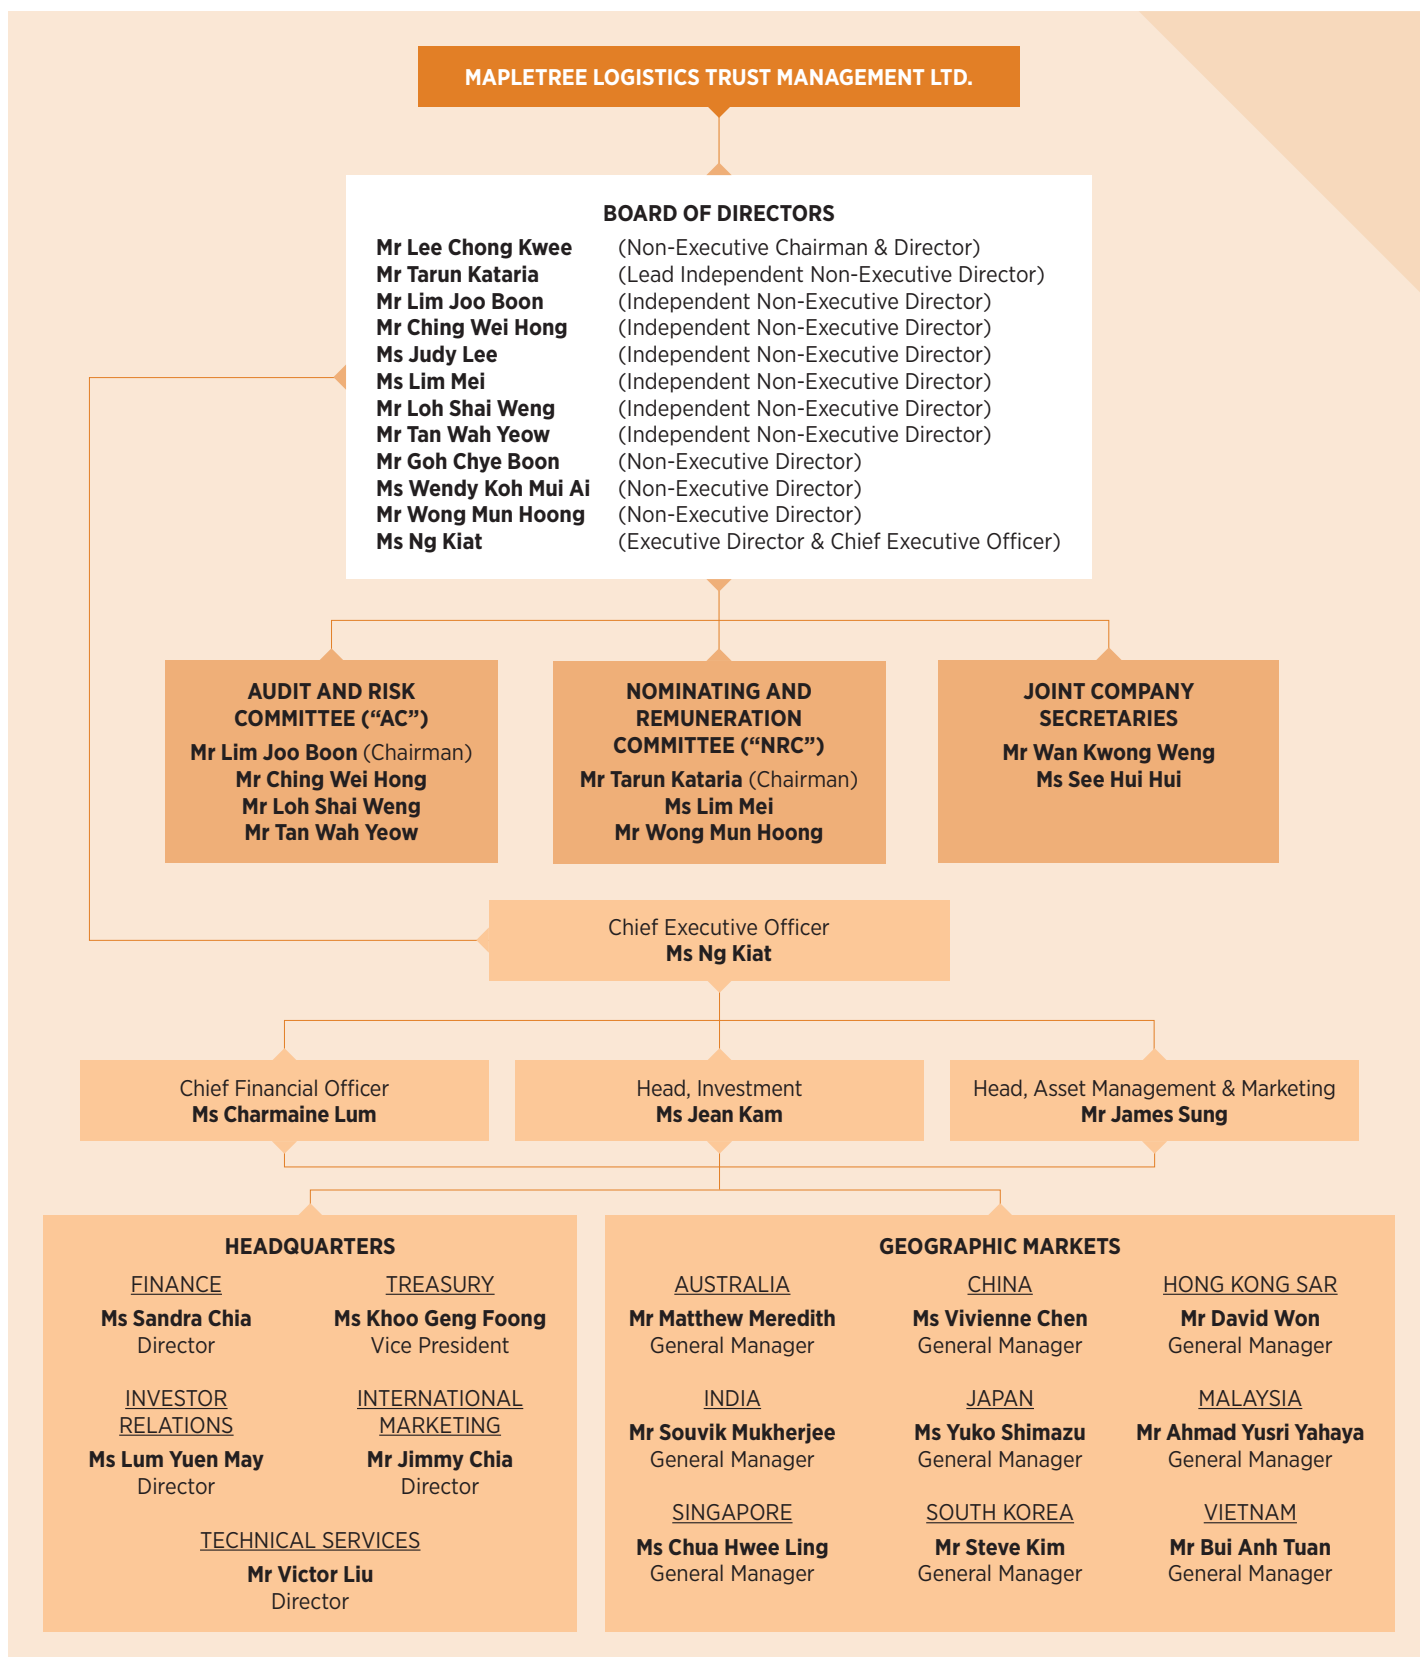 MAPLETREE LOGISTICS TRUST MANAGEMENT LTD.
BOARD OF DIRECTORS
Mr Lee Chong Kwee (Non-Executive Chairman & Director)
Mr Tarun Kataria (Lead Independent Non-Executive Director)
Mr Lim Joo Boon (Independent Non-Executive Director)
Mr Ching Wei Hong (Independent Non-Executive Director)
Ms Judy Lee (Independent Non-Executive Director)
Ms Lim Mei (Independent Non-Executive Director)
Mr Loh Shai Weng (Independent Non-Executive Director)
Mr Tan Wah Yeow (Independent Non-Executive Director)
Mr Goh Chye Boon (Non-Executive Director)
Ms Wendy Koh Mui Ai (Non-Executive Director)
Mr Wong Mun Hoong (Non-Executive Director)
Ms Ng Kiat (Executive Director & Chief Executive Officer)
AUDIT AND RISK
COMMITTEE (“AC”)
Mr Lim Joo Boon (Chairman)
Mr Ching Wei Hong
Mr Loh Shai Weng
Mr Tan Wah Yeow
NOMINATING AND
REMUNERATION
COMMITTEE (“NRC”)
Mr Tarun Kataria (Chairman)
Ms Lim Mei
Mr Wong Mun Hoong
JOINT COMPANY
SECRETARIES
Mr Wan Kwong Weng
Ms See Hui Hui
Chief Executive Officer
Ms Ng Kiat
Chief Financial Officer
Ms Charmaine Lum
Head, Investment
Ms Jean Kam
Head, Asset Management & Marketing
Mr James Sung
HEADQUARTERS
FINANCE
Ms Sandra Chia
Director
TREASURY
Ms Khoo Geng Foong
Vice President
INVESTOR
RELATIONS
Ms Lum Yuen May
Director
INTERNATIONAL
MARKETING
Mr Jimmy Chia
Director
TECHNICAL SERVICES
Mr Victor Liu
Director
GEOGRAPHIC MARKETS
AUSTRALIA
Mr Matthew Meredith
General Manager
CHINA
Ms Vivienne Chen
General Manager
HONG KONG SAR
Mr David Won
General Manager
INDIA
Mr Souvik Mukherjee
General Manager
JAPAN
Ms Yuko Shimazu
General Manager
MALAYSIA
Mr Ahmad Yusri Yahaya
General Manager
SINGAPORE
Ms Chua Hwee Ling
General Manager
SOUTH KOREA
Mr Steve Kim
General Manager
VIETNAM
Mr Bui Anh Tuan
General Manager